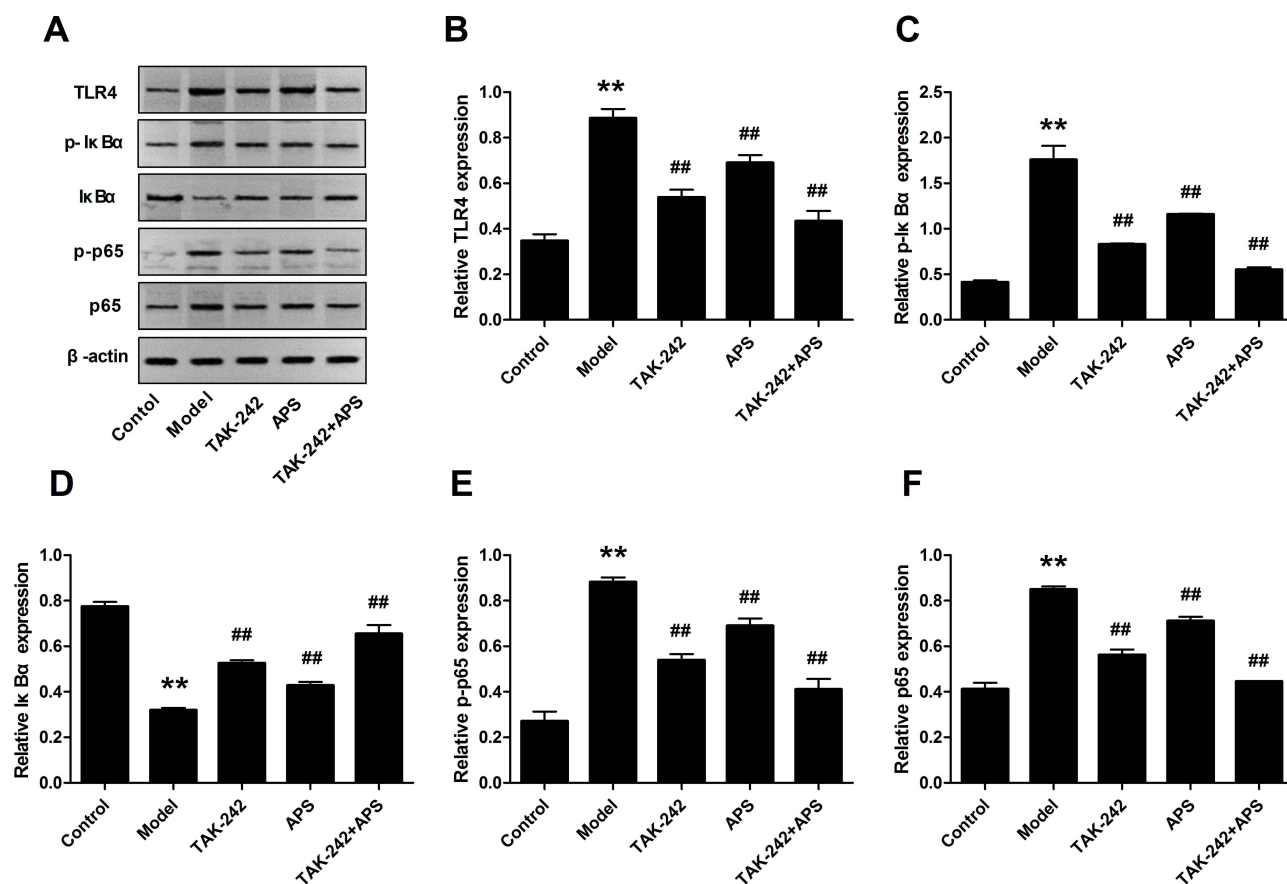 A
TLR4
p- Iκ Bα
Iκ Bα
p-p65
p65
β -actin
Contol
Model
TAK-242
APS
TAK-242+APS
B
Relative TLR4 expression
1.0
0.8
0.6
0.4
0.2
0.0
**
##
##
##
Control
Model
TAK-242
APS
TAK-242+APS
C
Relative p-Iκ Bα expression
2.5
2.0
1.5
1.0
0.5
0.0
**
##
##
##
Control
Model
TAK-242
APS
TAK-242+APS
D
Relative Iκ Bα expression
1.0
0.8
0.6
0.4
0.2
0.0
**
##
##
##
Control
Model
TAK-242
APS
TAK-242+APS
E
Relative p-p65 expression
1.0
0.8
0.6
0.4
0.2
0.0
**
##
##
##
Control
Model
TAK-242
APS
TAK-242+APS
F
Relative p65 expression
1.0
0.8
0.6
0.4
0.2
0.0
**
##
##
##
Control
Model
TAK-242
APS
TAK-242+APS